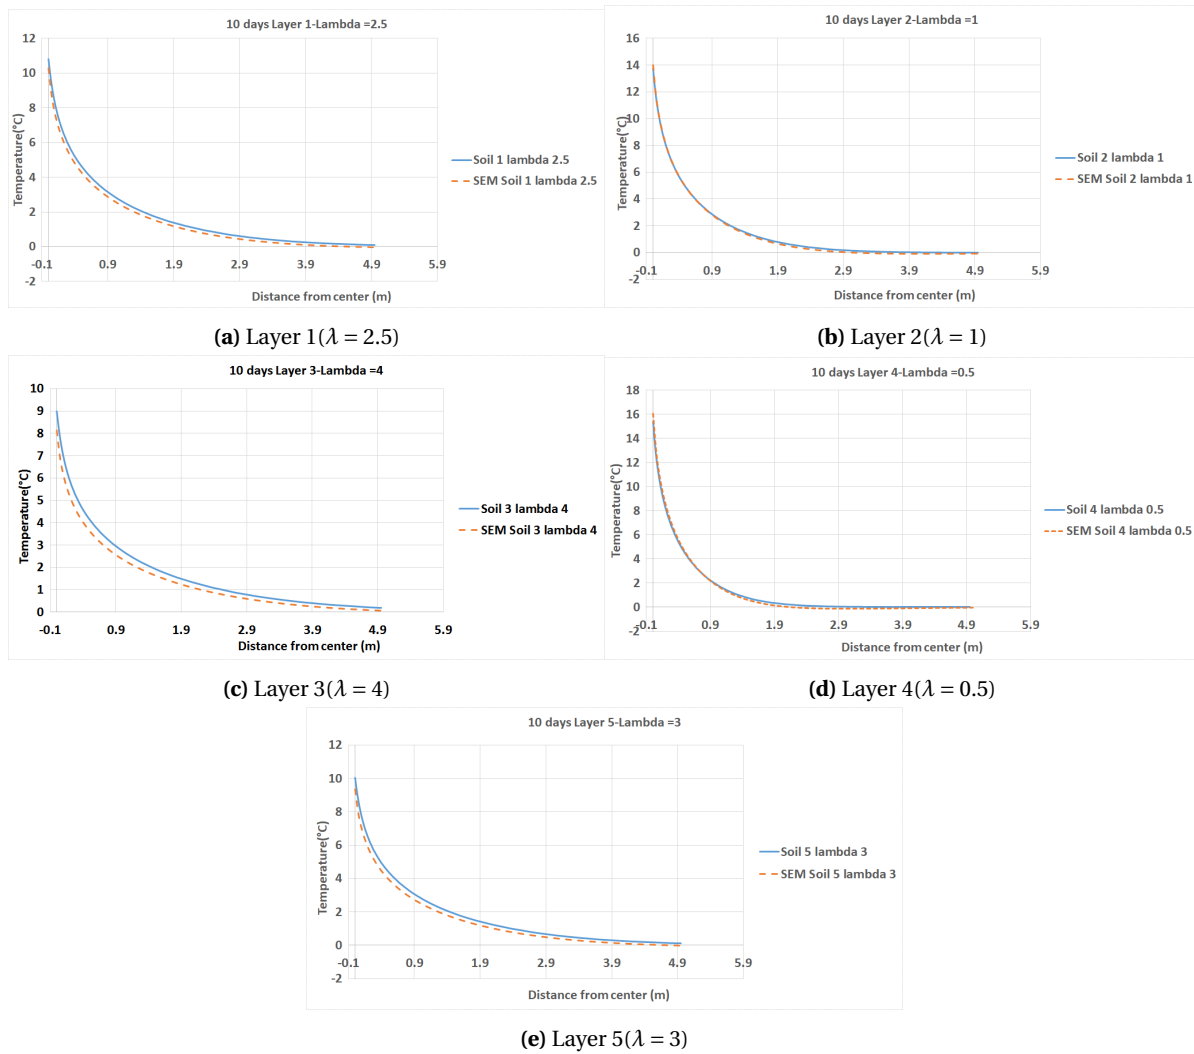 10 days Layer 1-Lambda =2.5
12
10
8
6
4
2
0
-2
-0.1 0.9 1.9 2.9 3.9 4.9 5.9
Temperature(°C)
Distance from center (m)
Soil 1 lambda 2.5
SEM Soil 1 lambda 2.5
(a) Layer 1(λ = 2.5)
10 days Layer 2-Lambda =1
16
14
12
10
8
6
4
2
0
-2
-0.1 0.9 1.9 2.9 3.9 4.9 5.9
Temperature(°C)
Distance from center (m)
Soil 2 lambda 1
SEM Soil 2 lambda 1
(b) Layer 2(λ = 1)
10 days Layer 3-Lambda =4
10
9
8
7
6
5
4
3
2
1
0
-0.1 0.9 1.9 2.9 3.9 4.9 5.9
Temperature(°C)
Distance from center (m)
Soil 3 lambda 4
SEM Soil 3 lambda 4
(c) Layer 3(λ = 4)
10 days Layer 4-Lambda =0.5
18
16
14
12
10
8
6
4
2
0
-2
-0.1 0.9 1.9 2.9 3.9 4.9 5.9
Temperature(°C)
Distance from center (m)
Soil 4 lambda 0.5
SEM Soil 4 lambda 0.5
(d) Layer 4(λ = 0.5)
10 days Layer 5-Lambda =3
12
10
8
6
4
2
0
-2
-0.1 0.9 1.9 2.9 3.9 4.9 5.9
Temperature(°C)
Distance from center (m)
Soil 5 lambda 3
SEM Soil 5 lambda 3
(e) Layer 5(λ = 3)